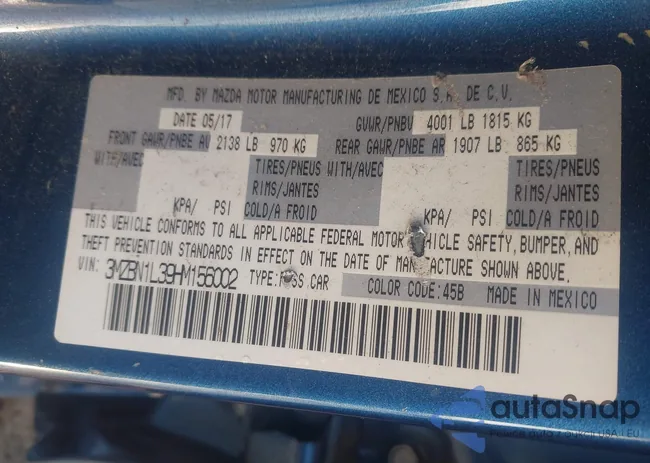 MFD. BY MAZDA MOTOR MANUFACTURING DE MEXICO S.A. DE C.V.
DATE 05/17 GVWR/PNBV 4001 LB 1815 KG
FRONT GAWR/PNBE AV 2138 LB 970 KG REAR GAWR/PNBE AR 1907 LB 865 KG
WITH/AVEC TIRES/PNEUS WITH/AVEC TIRES/PNEUS
RIMS/JANTES RIMS/JANTES
KPA/ PSI COLD/A FROID KPA/ PSI COLD/A FROID
THIS VEHICLE CONFORMS TO ALL APPLICABLE FEDERAL MOTOR VEHICLE SAFETY, BUMPER, AND
THEFT PREVENTION STANDARDS IN EFFECT ON THE DATE OF MANUFACTURE SHOWN ABOVE.
VIN: 3MZBN1L39HM156002 TYPE: PASS CAR COLOR CODE: 45B MADE IN MEXICO
autoSnap